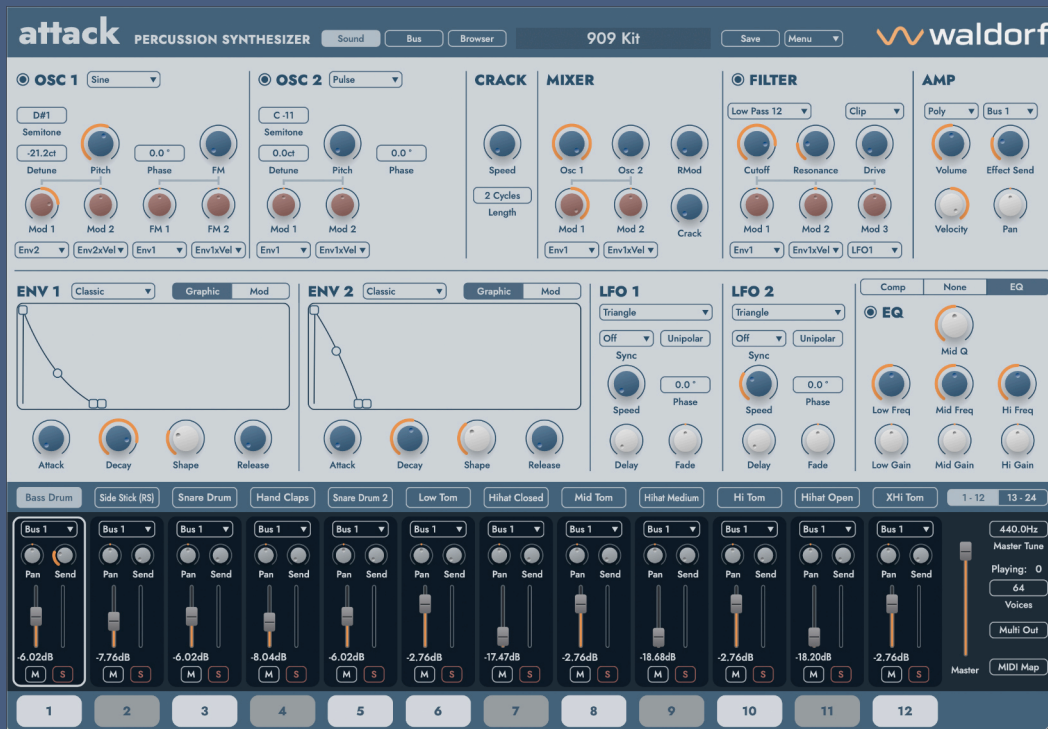 attack PERCUSSION SYNTHESIZER Sound Bus Browser 909 Kit Save Menu waldorf
OSC 1 Sine OSC 2 Pulse CRACK MIXER FILTER AMP
D#1 C -11 Low Pass 12 Clip Poly Bus 1
Semitone Semitone
-21.2ct 0.0 ° 0.0ct 0.0 °
Detune Pitch Phase FM Detune Pitch Phase Speed Osc 1 Osc 2 RMod Cutoff Resonance Drive Volume Effect Send
2 Cycles
Length
Mod 1 Mod 2 FM 1 FM 2 Mod 1 Mod 2 Mod 1 Mod 2 Crack Mod 1 Mod 2 Mod 3 Velocity Pan
Env2 Env2xVel Env1 Env1xVel Env1 Env1xVel Env1 Env1xVel Env1 Env1xVel LFO1
ENV 1 Classic Graphic Mod ENV 2 Classic Graphic Mod LFO 1 LFO 2 Comp None EQ
Triangle Triangle EQ
Off Unipolar Off Unipolar
Sync Sync Mid Q
0.0 ° 0.0 °
Speed Phase Speed Phase Low Freq Mid Freq Hi Freq
Attack Decay Shape Release Attack Decay Shape Release Delay Fade Delay Fade Low Gain Mid Gain Hi Gain
Bass Drum Side Stick (RS) Snare Drum Hand Claps Snare Drum 2 Low Tom Hihat Closed Mid Tom Hihat Medium Hi Tom Hihat Open XHi Tom 1 - 12 13 - 24
Bus 1 Bus 1 Bus 1 Bus 1 Bus 1 Bus 1 Bus 1 Bus 1 Bus 1 Bus 1 Bus 1 Bus 1 440.0Hz
Master Tune
Pan Send Pan Send Pan Send Pan Send Pan Send Pan Send Pan Send Pan Send Pan Send Pan Send Pan Send Pan Send Playing: 0
64
Voices
Multi Out
-6.02dB -7.76dB -6.02dB -8.04dB -6.02dB -2.76dB -17.47dB -2.76dB -18.68dB -2.76dB -18.20dB -2.76dB
M S M S M S M S M S M S M S M S M S M S M S M S Master MIDI Map
1 2 3 4 5 6 7 8 9 10 11 12